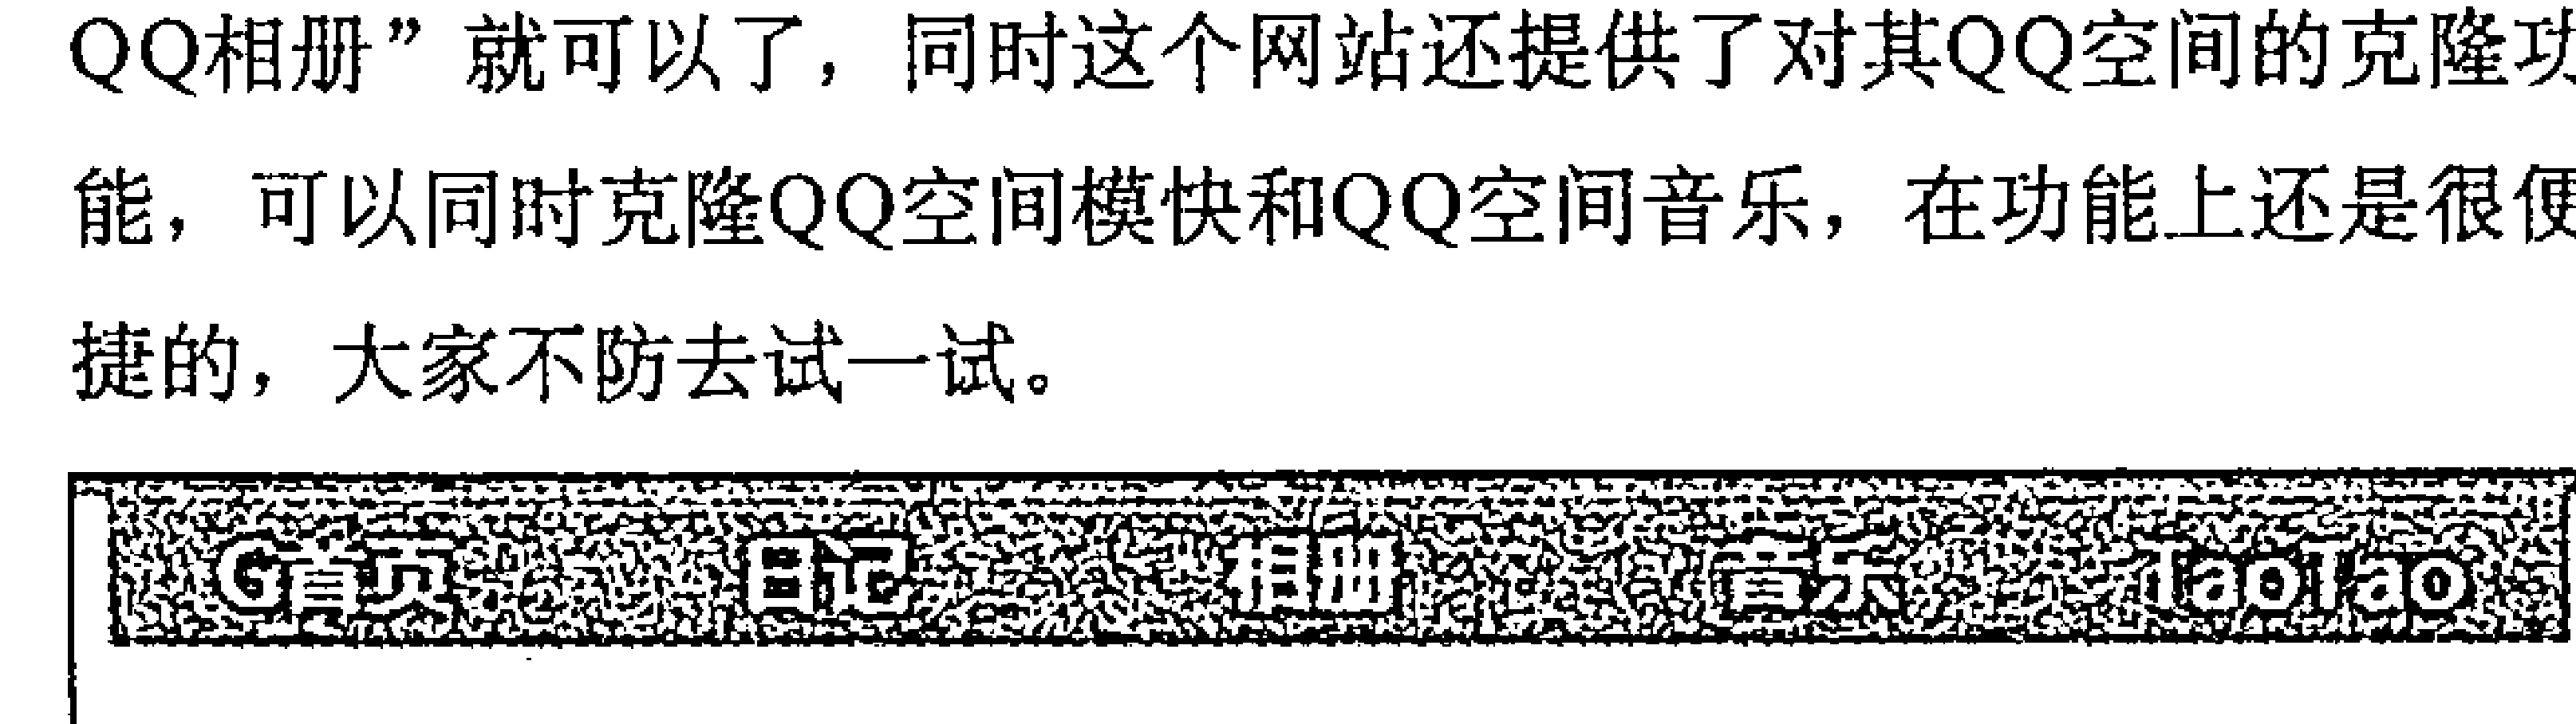 QQ相册”就可以了，同时这个网站还提供了对其QQ空间的克隆功
能，可以同时克隆QQ空间模快和QQ空间音乐，在功能上还是很便
捷的，大家不防去试一试。
G首页 日记 相册 音乐 TaoTao